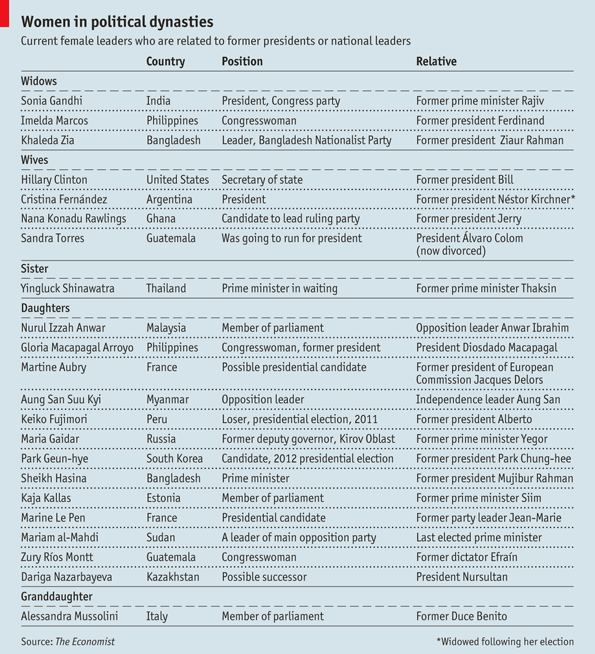 Women in political dynasties
Current female leaders who are related to former presidents or national leaders
Country Position Relative
Widows
Sonia Gandhi India President, Congress party Former prime minister Rajiv
Imelda Marcos Philippines Congresswoman Former president Ferdinand
Khaleda Zia Bangladesh Leader, Bangladesh Nationalist Party Former president Ziaur Rahman
Wives
Hillary Clinton United States Secretary of state Former president Bill
Cristina Fernández Argentina President Former president Néstor Kirchner*
Nana Konadu Rawlings Ghana Candidate to lead ruling party Former president Jerry
Sandra Torres Guatemala Was going to run for president President Álvaro Colom
(now divorced)
Sister
Yingluck Shinawatra Thailand Prime minister in waiting Former prime minister Thaksin
Daughters
Nurul Izzah Anwar Malaysia Member of parliament Opposition leader Anwar Ibrahim
Gloria Macapagal Arroyo Philippines Congresswoman, former president President Diosdado Macapagal
Martine Aubry France Possible presidential candidate Former president of European
Commission Jacques Delors
Aung San Suu Kyi Myanmar Opposition leader Independence leader Aung San
Keiko Fujimori Peru Loser, presidential election, 2011 Former president Alberto
Maria Gaidar Russia Former deputy governor, Kirov Oblast Former prime minister Yegor
Park Geun-hye South Korea Candidate, 2012 presidential election Former president Park Chung-hee
Sheikh Hasina Bangladesh Prime minister Former president Mujibur Rahman
Kaja Kallas Estonia Member of parliament Former prime minister Siim
Marine Le Pen France Presidential candidate Former party leader Jean-Marie
Mariam al-Mahdi Sudan A leader of main opposition party Last elected prime minister
Zury Ríos Montt Guatemala Congresswoman Former dictator Efraín
Dariga Nazarbayeva Kazakhstan Possible successor President Nursultan
Granddaughter
Alessandra Mussolini Italy Member of parliament Former Duce Benito
Source: The Economist *Widowed following her election